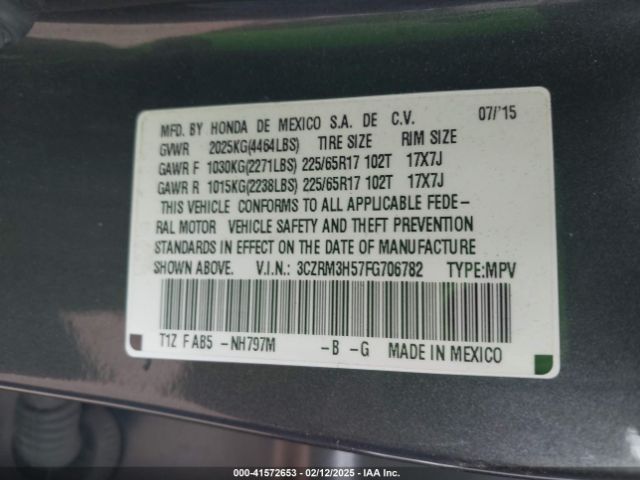 MFD. BY HONDA DE MEXICO S.A. DE C.V. 07/'15
GVWR 2025KG(4464LBS) TIRE SIZE RIM SIZE
GAWR F 1030KG(2271LBS) 225/65R17 102T 17X7J
GAWR R 1015KG(2238LBS) 225/65R17 102T 17X7J
THIS VEHICLE CONFORMS TO ALL APPLICABLE FEDE-
RAL MOTOR VEHICLE SAFETY AND THEFT PREVENTION
STANDARDS IN EFFECT ON THE DATE OF MANUFACTURE
SHOWN ABOVE. V.I.N.: 3CZRM3H57FG706782 TYPE:MPV
T1Z F AB5 -NH797M -B -G MADE IN MEXICO
000-41572653 - 02/12/2025 - IAA Inc.